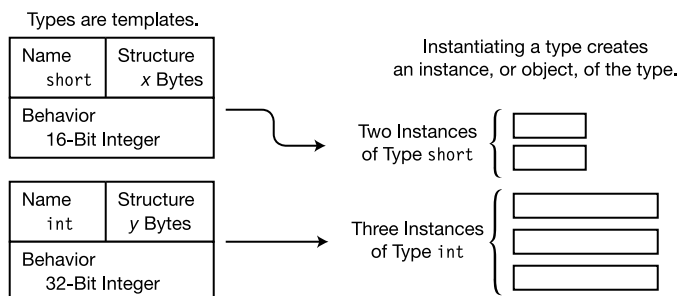 Types are templates.
Name
short
Structure
x Bytes
Behavior
16-Bit Integer
Name
int
Structure
y Bytes
Behavior
32-Bit Integer
Instantiating a type creates
an instance, or object, of the type.
Two Instances
of Type short
Three Instances
of Type int